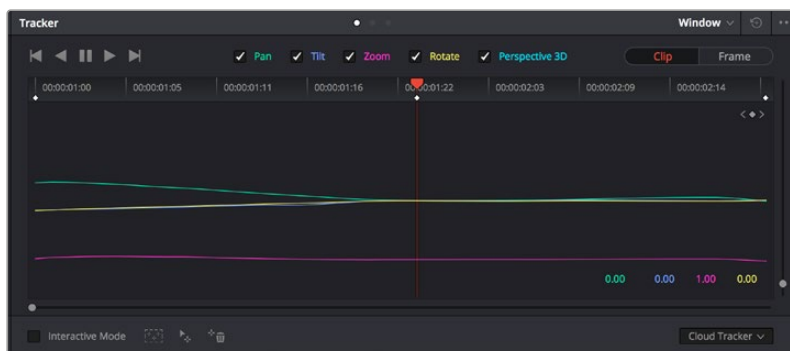 Tracker
Window
Pan Tilt Zoom Rotate Perspective 3D
Clip Frame
00:00:01:00 00:00:01:05 00:00:01:11 00:00:01:16 00:00:01:22 00:00:02:03 00:00:02:09 00:00:02:14
0.00 0.00 1.00 0.00
Interactive Mode
Cloud Tracker